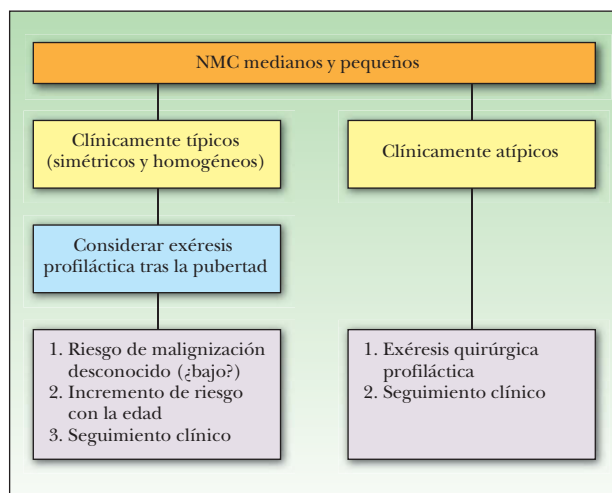 NMC medianos y pequeños
Clínicamente típicos
(simétricos y homogéneos)
Clínicamente atípicos
Considerar exéresis
profiláctica tras la pubertad
1. Riesgo de malignización
desconocido (¿bajo?)
2. Incremento de riesgo
con la edad
3. Seguimiento clínico
1. Exéresis quirúrgica
profiláctica
2. Seguimiento clínico